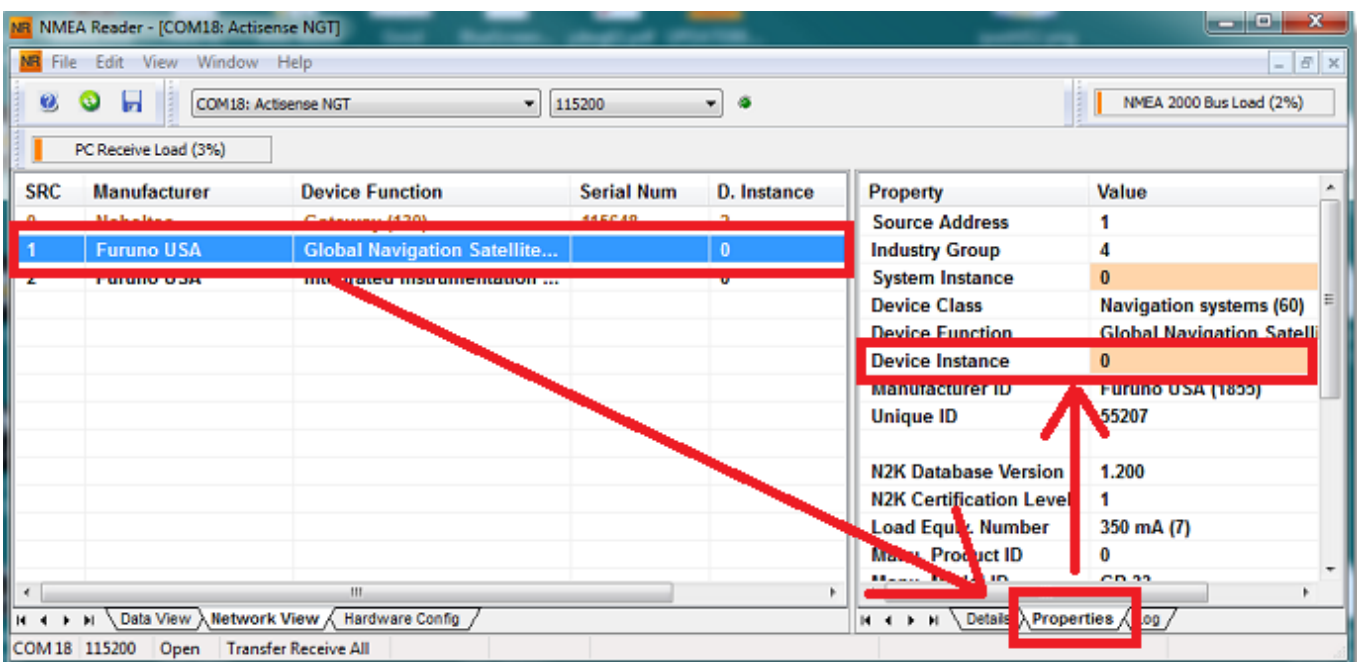 NR NMEA Reader - [COM18: Actisense NGT]
NR File Edit View Window Help
COM18: Actisense NGT 115200 NMEA 2000 Bus Load (2%)
PC Receive Load (3%)
SRC Manufacturer Device Function Serial Num D. Instance
1 Furuno USA Global Navigation Satellite... 0
2 Furuno USA Integrated Instrumentation ... 0
Data View Network View Hardware Config
Property Value
Source Address 1
Industry Group 4
System Instance 0
Device Class Navigation systems (60)
Device Function Global Navigation Satelli
Device Instance 0
Manufacturer ID Furuno USA (1855)
Unique ID 55207
N2K Database Version 1.200
N2K Certification Level 1
Load Equiv. Number 350 mA (7)
Manu. Product ID 0
Details Properties Log
COM 18 115200 Open Transfer Receive All